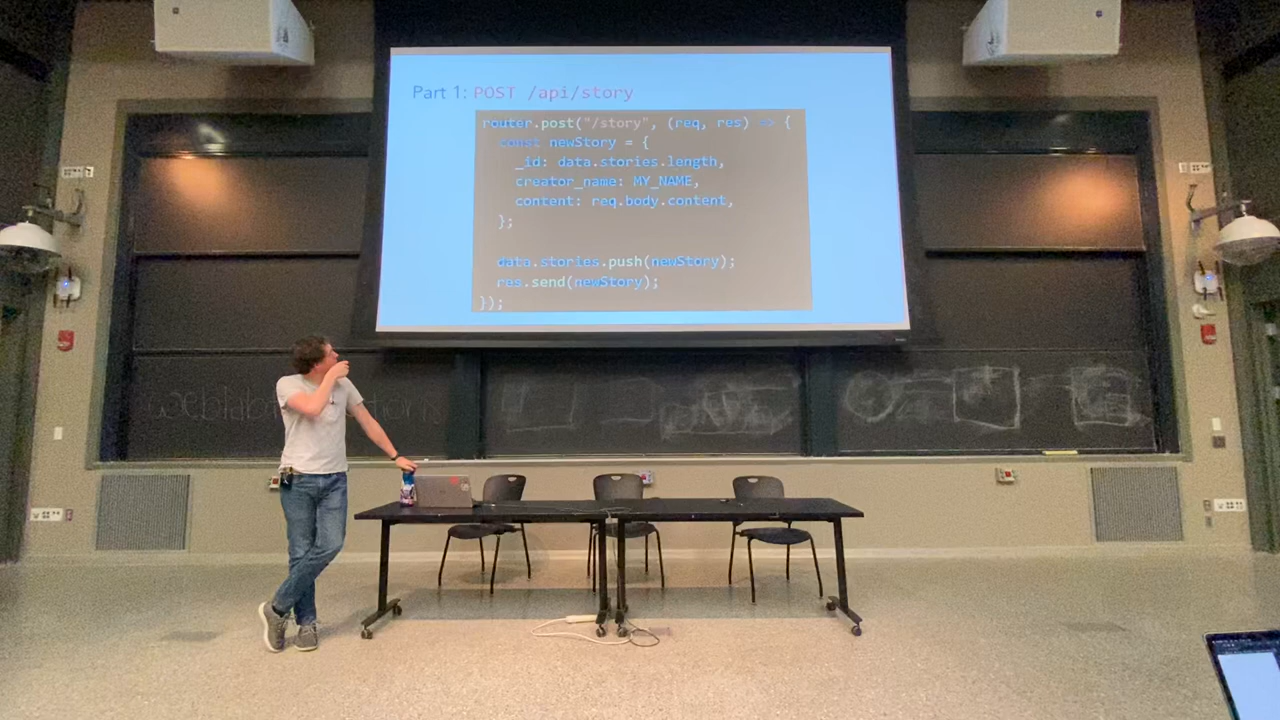 Part 1: POST /api/story
router.post("/story", (req, res) => {
const newStory = {
_id: data.stories.length,
creator_name: MY_NAME,
content: req.body.content,
};
data.stories.push(newStory);
res.send(newStory);
});
weblab